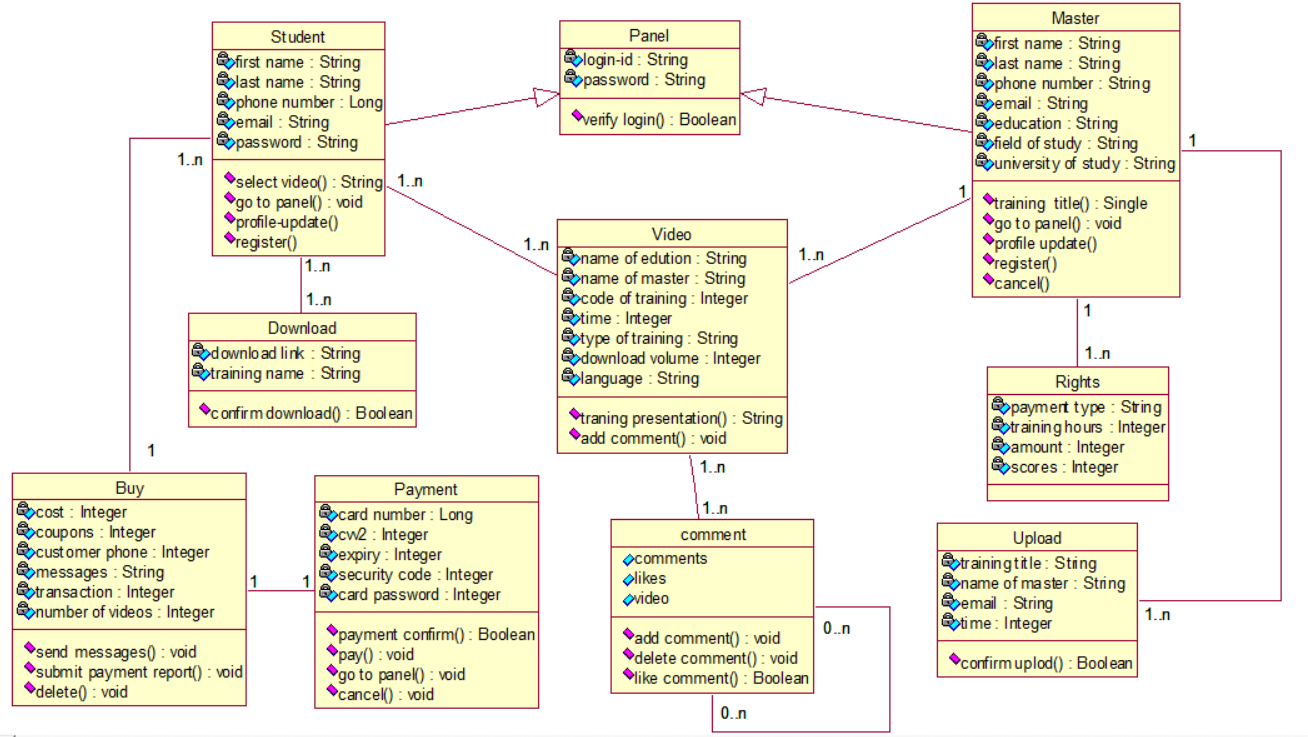 Student
first name : String
last name : String
phone number : Long
email : String
password : String
select video() : String
go to panel() : void
profile-update()
register()
Panel
login-id : String
password : String
verify login() : Boolean
Master
first name : String
last name : String
phone number : String
email : String
education : String
field of study : String
university of study : String
training title() : Single
go to panel() : void
profile update()
register()
cancel()
1..n
1..n
1
1
1..n
1..n
1..n
1..n
Video
name of edution : String
name of master : String
code of training : Integer
time : Integer
type of training : String
download volume : Integer
language : String
traning presentation() : String
add comment() : void
Download
download link : String
training name : String
confirm download() : Boolean
1
1..n
Rights
payment type : String
training hours : Integer
amount : Integer
scores : Integer
1
1..n
1..n
Buy
cost : Integer
coupons : Integer
customer phone : Integer
messages : String
transaction : Integer
number of videos : Integer
send messages() : void
submit payment report() : void
delete() : void
1
1
Payment
card number : Long
cvv2 : Integer
expiry : Integer
security code : Integer
card password : Integer
payment confirm() : Boolean
pay() : void
go to panel() : void
cancel() : void
comment
comments
likes
video
add comment() : void
delete comment() : void
like comment() : Boolean
0..n
0..n
Upload
training title : String
name of master : String
email : String
time : Integer
confirm uplod() : Boolean
1..n